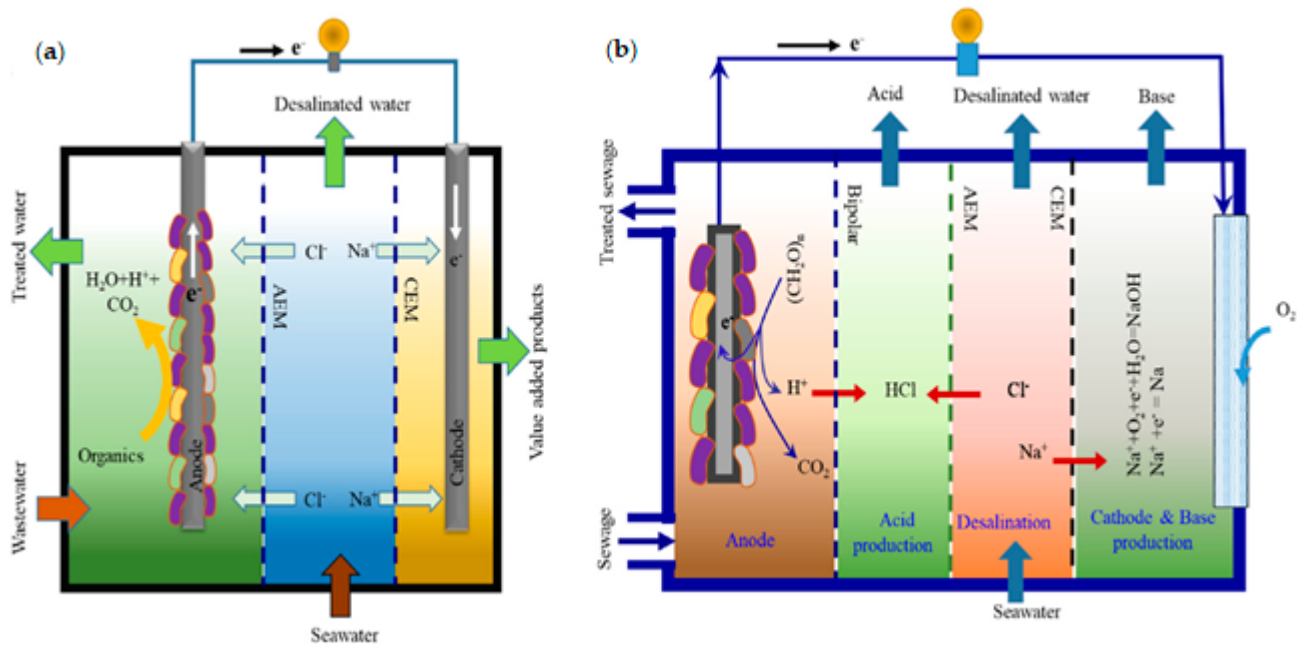 (a)
e-
Desalinated water
Treated water
H₂O+H⁺+
CO₂
e-
Cl⁻
Na⁺
e-
AEM
CEM
Organics
Anode
Cathode
Value added products
Wastewater
Cl⁻
Na⁺
Seawater
(b)
e-
Acid
Desalinated water
Base
Treated sewage
Bipolar
AEM
CEM
(CH₂O)n
e-
O₂
H⁺
HCl
Cl⁻
Na⁺
CO₂
Na⁺+O₂+e⁻+H₂O=NaOH
Na⁺ +e⁻ = Na
Sewage
Anode
Acid
production
Desalination
Cathode & Base
production
Seawater